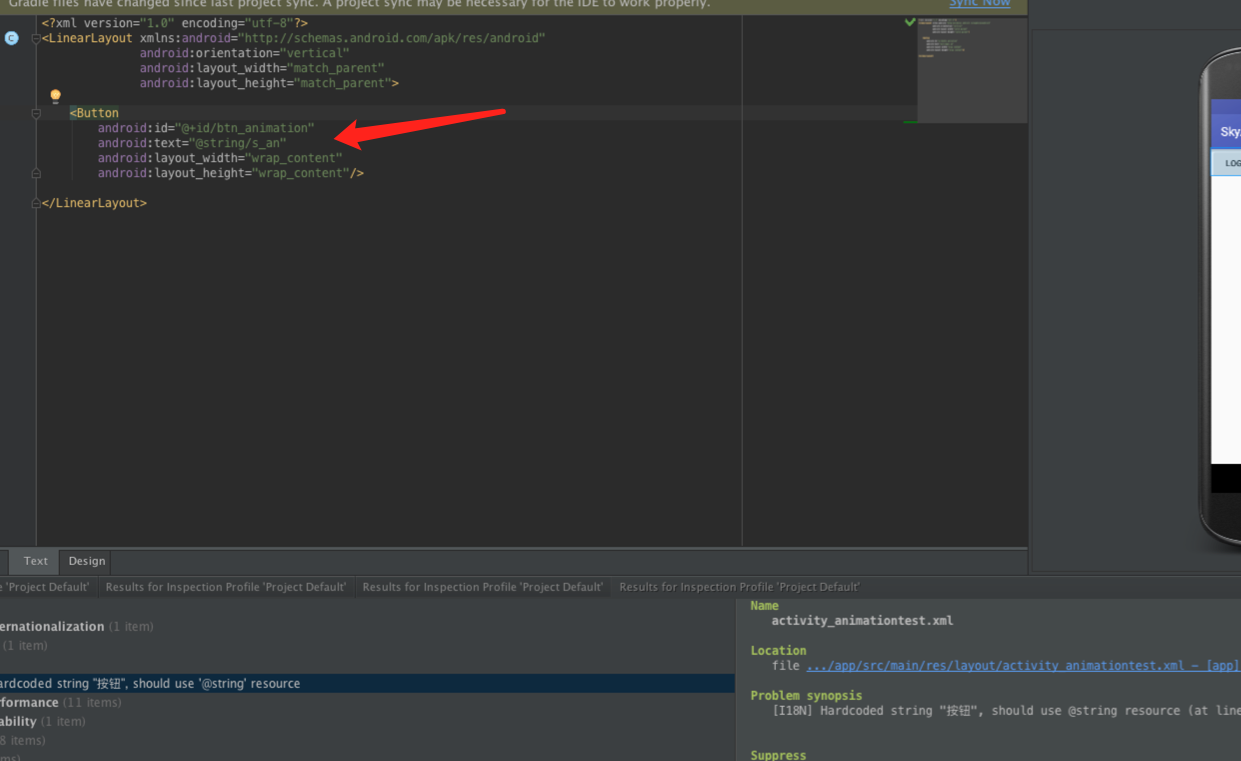 Gradle files have changed since last project sync. A project sync may be necessary for the IDE to work properly.
Sync Now
<?xml version="1.0" encoding="utf-8"?>
<LinearLayout xmlns:android="http://schemas.android.com/apk/res/android"
android:orientation="vertical"
android:layout_width="match_parent"
android:layout_height="match_parent">
<Button
android:id="@+id/btn_animation"
android:text="@string/s_an"
android:layout_width="wrap_content"
android:layout_height="wrap_content"/>
</LinearLayout>
Sky
LOG
Text Design
e 'Project Default' Results for Inspection Profile 'Project Default' Results for Inspection Profile 'Project Default' Results for Inspection Profile 'Project Default'
ernationalization (1 item)
(1 item)
ardcoded string "按钮", should use '@string' resource
formance (11 items)
ability (1 item)
8 items)
Name
activity_animationtest.xml
Location
file .../app/src/main/res/layout/activity_animationtest.xml - [app]
Problem synopsis
[I18N] Hardcoded string "按钮", should use @string resource (at line
Suppress